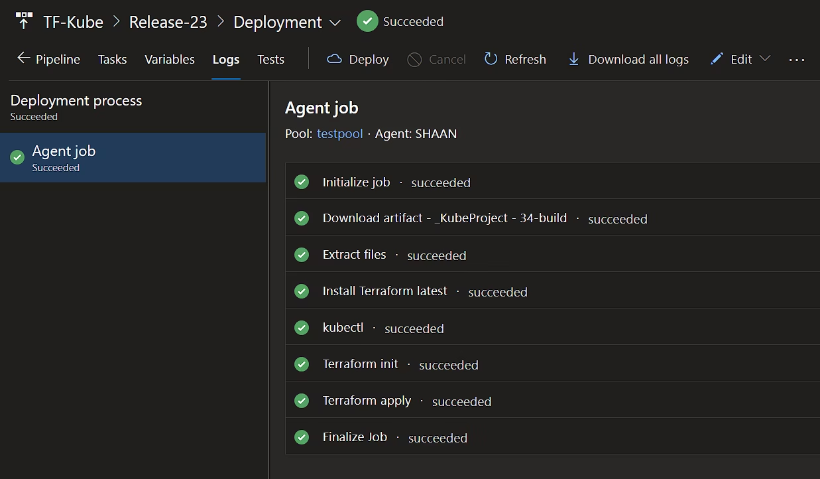 TF-Kube > Release-23 > Deployment Succeeded
Pipeline Tasks Variables Logs Tests Deploy Cancel Refresh Download all logs Edit ...
Deployment process
Succeeded
Agent job
Succeeded
Agent job
Pool: testpool · Agent: SHAAN
Initialize job · succeeded
Download artifact - _KubeProject - 34-build · succeeded
Extract files · succeeded
Install Terraform latest · succeeded
kubectl · succeeded
Terraform init · succeeded
Terraform apply · succeeded
Finalize Job · succeeded